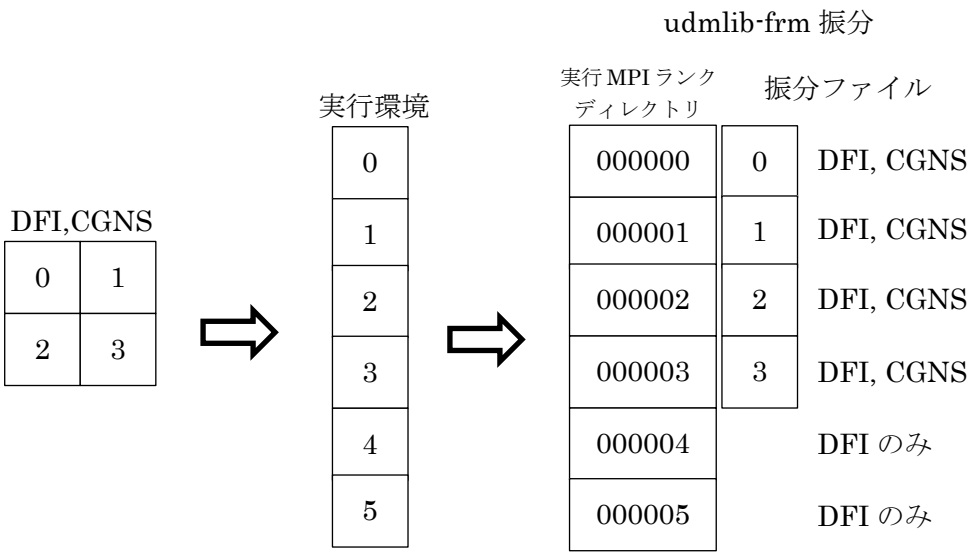 udmlib-frm 振分
実行 MPI ランク
ディレクトリ
振分ファイル
実行環境
DFI,CGNS
0 1
2 3
0
1
2
3
4
5
000000 0 DFI, CGNS
000001 1 DFI, CGNS
000002 2 DFI, CGNS
000003 3 DFI, CGNS
000004 DFI のみ
000005 DFI のみ